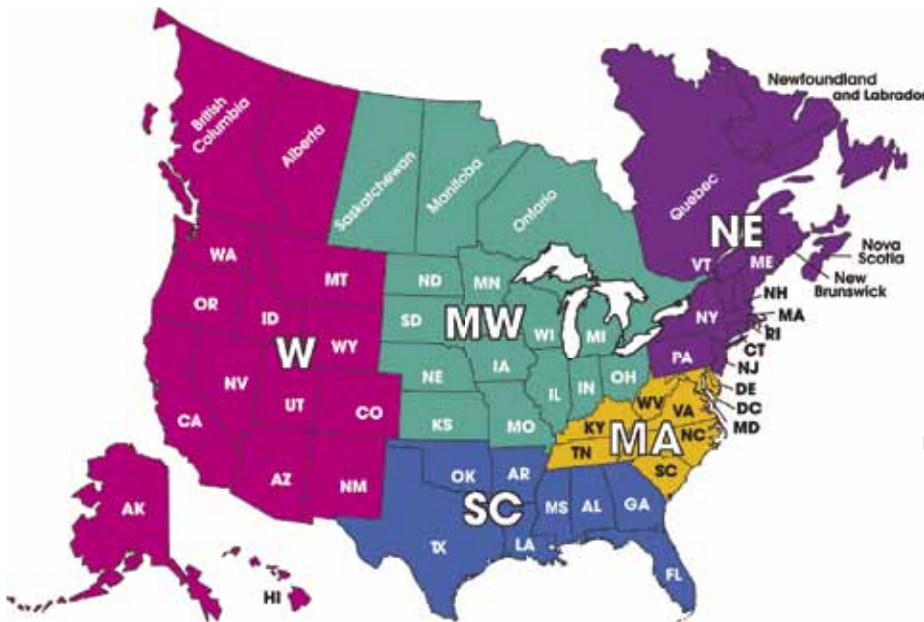 Newfoundland
and Labrador
British
Columbia
Alberta
Saskatchewan
Manitoba
Ontario
Quebec
NE
Nova
Scotia
New
Brunswick
VT
ME
WA
MT
ND
MN
NH
OR
ID
SD
MW
WI
MI
NY
MA
RI
W
WY
CT
IA
PA
NJ
NV
NE
IL
IN
OH
DE
UT
CO
WV
VA
DC
CA
KS
MO
KY
MA
NC
MD
TN
SC
AZ
NM
OK
AR
SC
MS
AL
GA
AK
TX
LA
FL
HI